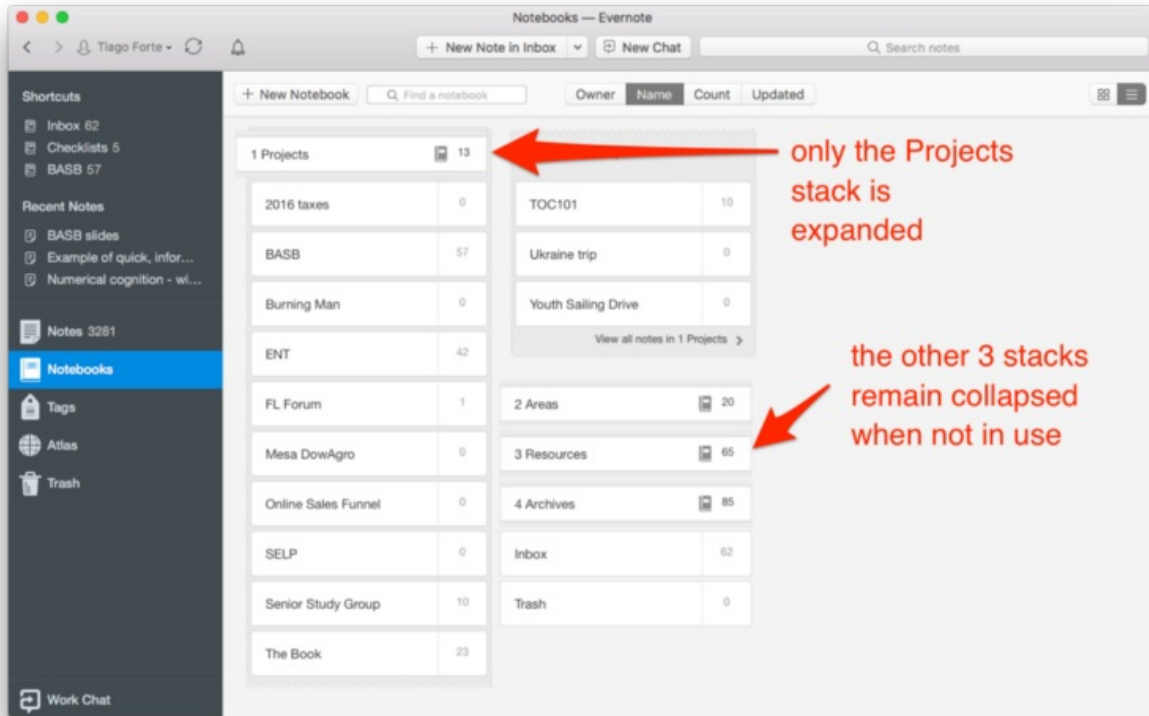 Notebooks — Evernote
Tiago Forte
+ New Note in Inbox
New Chat
Search notes
Shortcuts
Inbox 62
Checklists 5
BASB 57
Recent Notes
BASB slides
Example of quick, infor...
Numerical cognition - wi...
Notes 3281
Notebooks
Tags
Atlas
Trash
Work Chat
+ New Notebook
Find a notebook
Owner Name Count Updated
1 Projects 13
2016 taxes 0
BASB 57
Burning Man 0
ENT 42
FL Forum 1
Mesa DowAgro 0
Online Sales Funnel 0
SELP 0
Senior Study Group 10
The Book 23
TOC101 10
Ukraine trip 0
Youth Sailing Drive 0
View all notes in 1 Projects >
2 Areas 20
3 Resources 65
4 Archives 85
Inbox 62
Trash 0
only the Projects
stack is
expanded
the other 3 stacks
remain collapsed
when not in use